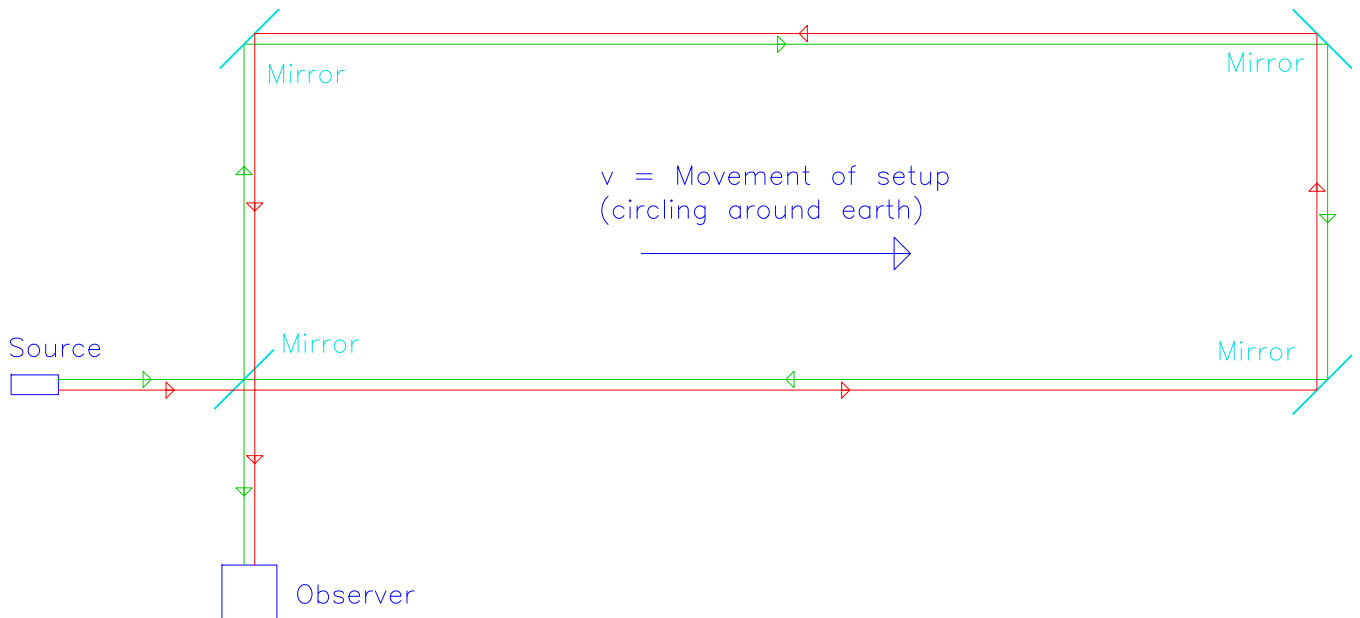 Mirror
Mirror
v = Movement of setup
(circling around earth)
Source
Mirror
Mirror
Observer